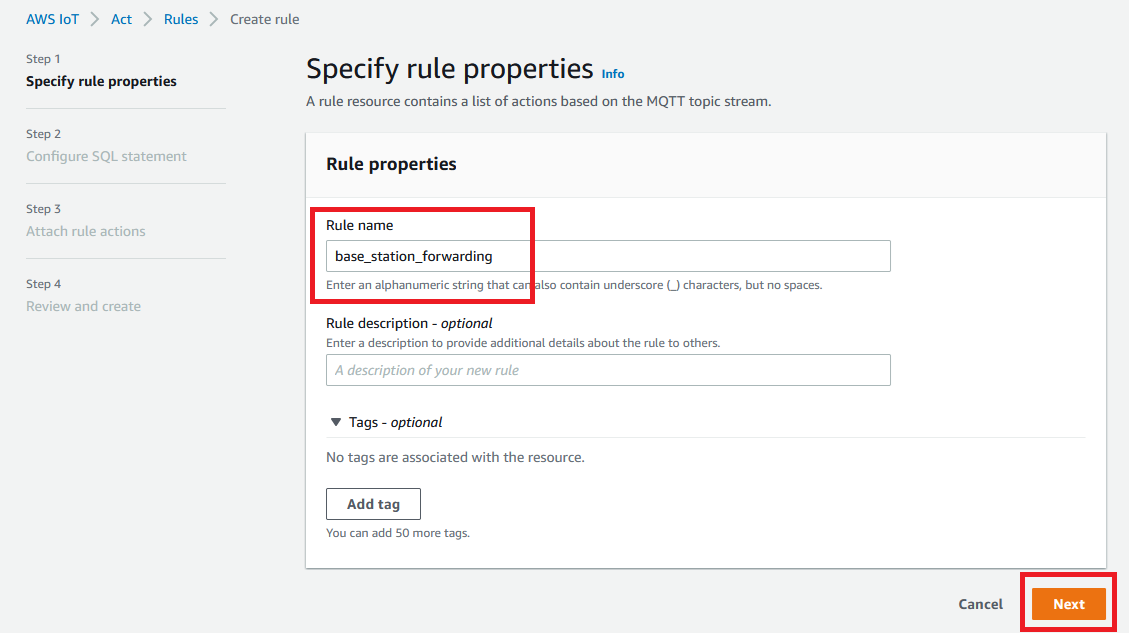 AWS IoT > Act > Rules > Create rule
Step 1
Specify rule properties
Step 2
Configure SQL statement
Step 3
Attach rule actions
Step 4
Review and create
Specify rule properties Info
A rule resource contains a list of actions based on the MQTT topic stream.
Rule properties
Rule name
base_station_forwarding
Enter an alphanumeric string that can also contain underscore (_) characters, but no spaces.
Rule description - optional
Enter a description to provide additional details about the rule to others.
A description of your new rule
Tags - optional
No tags are associated with the resource.
Add tag
You can add 50 more tags.
Cancel Next